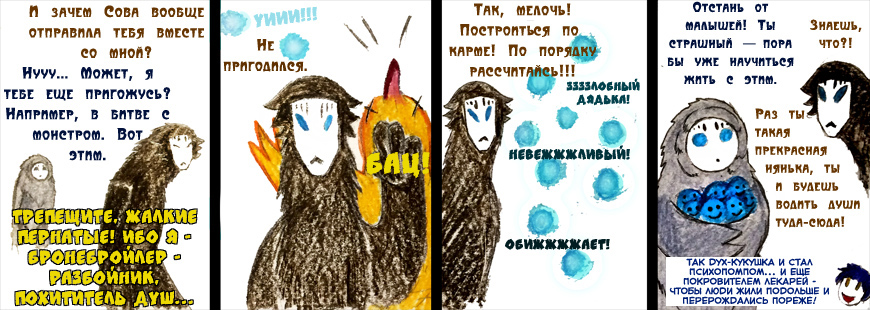 И зачем Сова вообще
отправила тебя вместе
со мной?
Нууу... Может, я
тебе еще пригожусь?
Например, в битве с
монстром. Вот
этим.
Трепещите, жалкие
пернатые! Ибо я -
Бронебройлер -
разбойник,
похититель душ...
Уиии!!!
Не
пригодился.
Бац!
Так, мелочь!
Построиться по
карме! По порядку
рассчитайсь!!!
Зззлобный
дядька!
Невежжжливый!
Обижжжжает!
Отстань от
малышей! Ты
страшный — пора
бы уже научиться
жить с этим.
Знаешь,
что?!
Раз ты
такая
прекрасная
нянька, ты
и будешь
водить души
туда-сюда!
Так дух-кукушка и стал
психопомпом... и еще
покровителем лекарей -
чтобы люди жили подольше и
перерождались пореже!